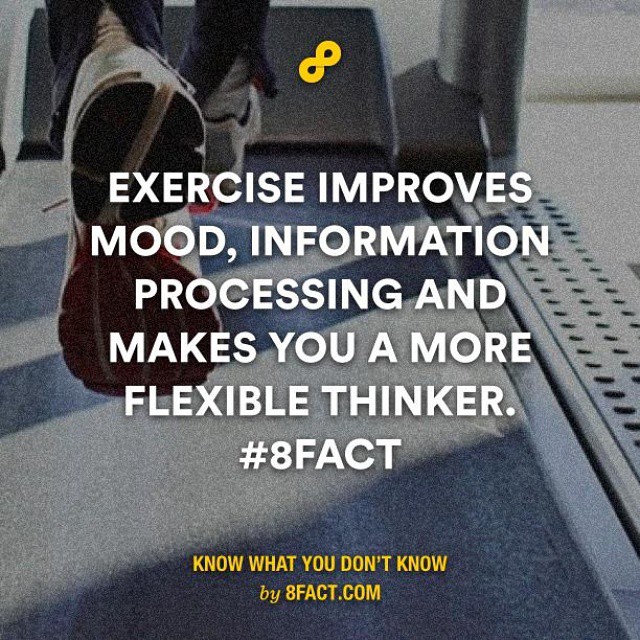 EXERCISE IMPROVES
MOOD, INFORMATION
PROCESSING AND
MAKES YOU A MORE
FLEXIBLE THINKER.
#8FACT
KNOW WHAT YOU DON'T KNOW
by 8FACT.COM